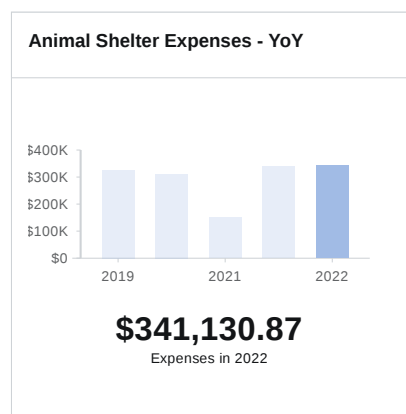 Animal Shelter Expenses - YoY
$400K
$300K
$200K
$100K
$0
2019 2021 2022
$341,130.87
Expenses in 2022